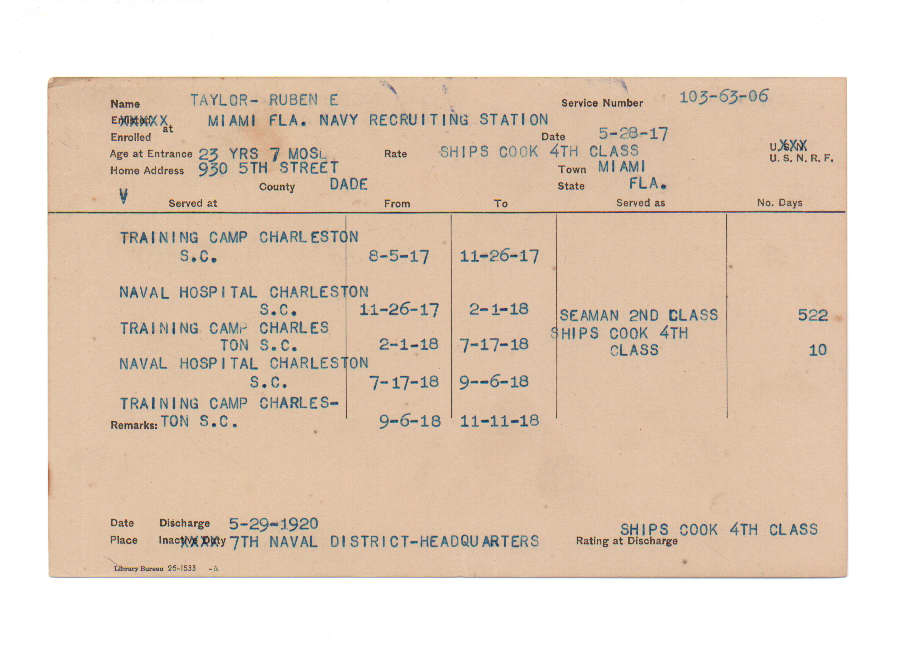 Name TAYLOR- RUBEN E Service Number 103-63-06
Enrolled at MIAMI FLA. NAVY RECRUITING STATION
Date 5-28-17
Age at Entrance 23 YRS 7 MOS. Rate SHIPS COOK 4TH CLASS U.S.N.R.F.
Home Address 930 5TH STREET Town MIAMI
County DADE State FLA.
V
Served at From To Served as No. Days
TRAINING CAMP CHARLESTON
S.C. 8-5-17 11-26-17
NAVAL HOSPITAL CHARLESTON
S.C. 11-26-17 2-1-18 SEAMAN 2ND CLASS 522
TRAINING CAMP CHARLES SHIPS COOK 4TH
TON S.C. 2-1-18 7-17-18 CLASS 10
NAVAL HOSPITAL CHARLESTON
S.C. 7-17-18 9--6-18
TRAINING CAMP CHARLES-
Remarks: TON S.C. 9-6-18 11-11-18
Date Discharge 5-29-1920 SHIPS COOK 4TH CLASS
Place Inactive Duty 7TH NAVAL DISTRICT-HEADQUARTERS Rating at Discharge
Library Bureau 25-1533